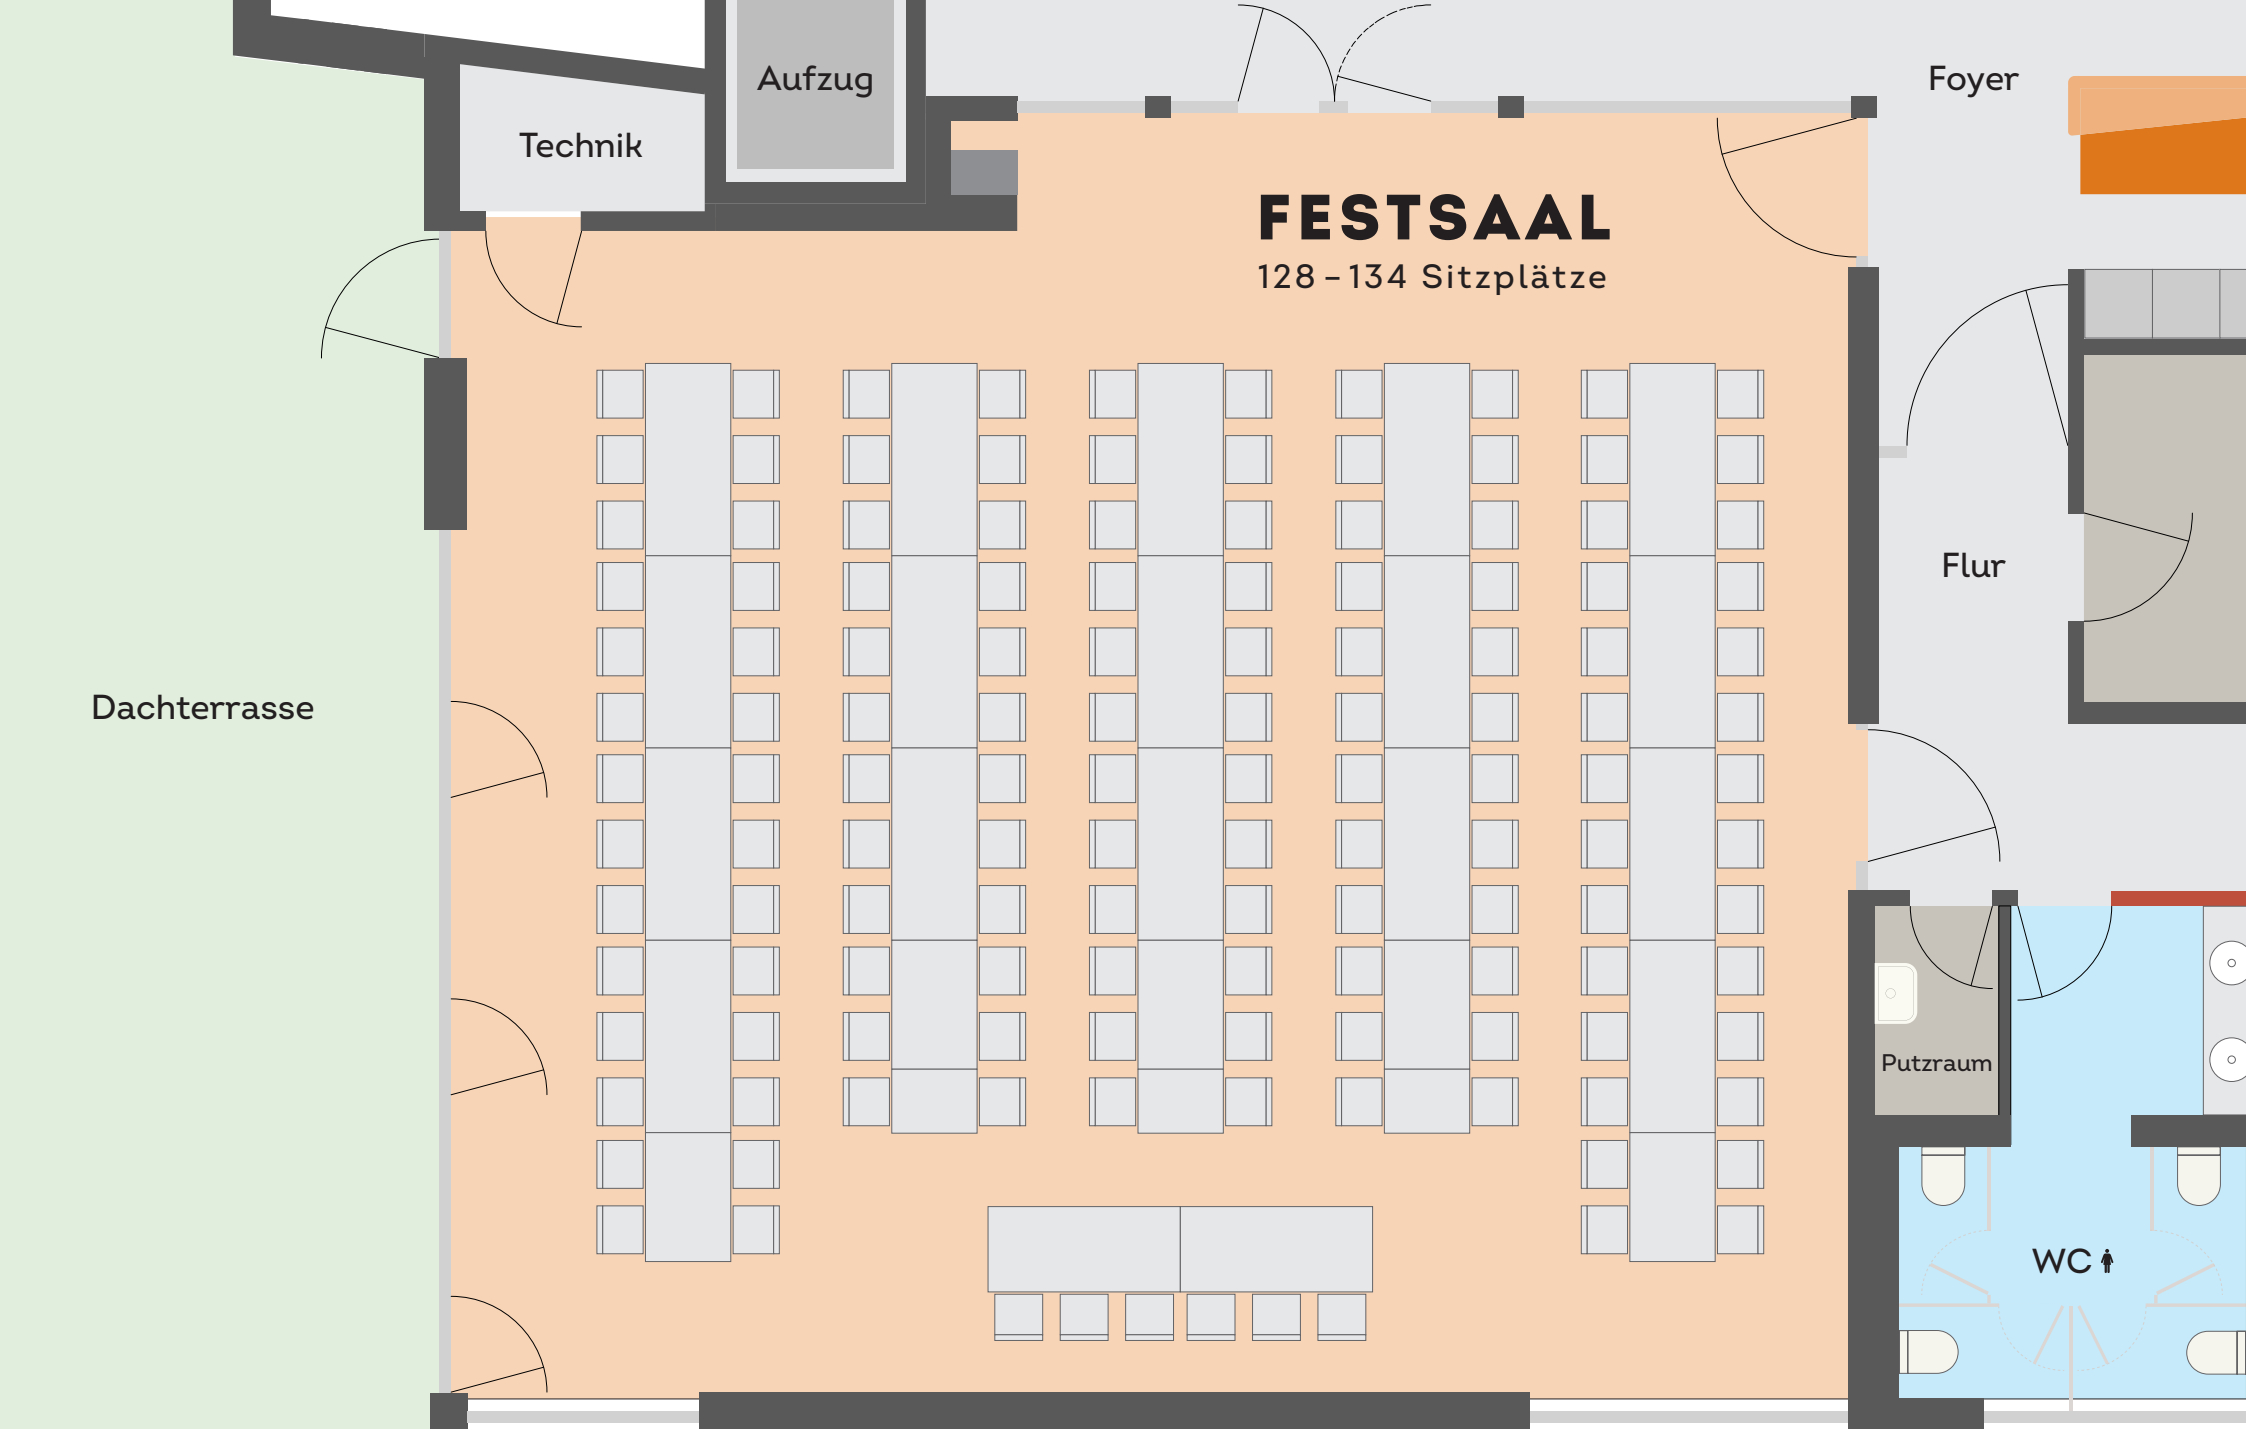 Aufzug
Foyer
Technik
FESTSAAL
128 – 134 Sitzplätze
Flur
Dachterrasse
Putzraum
WC